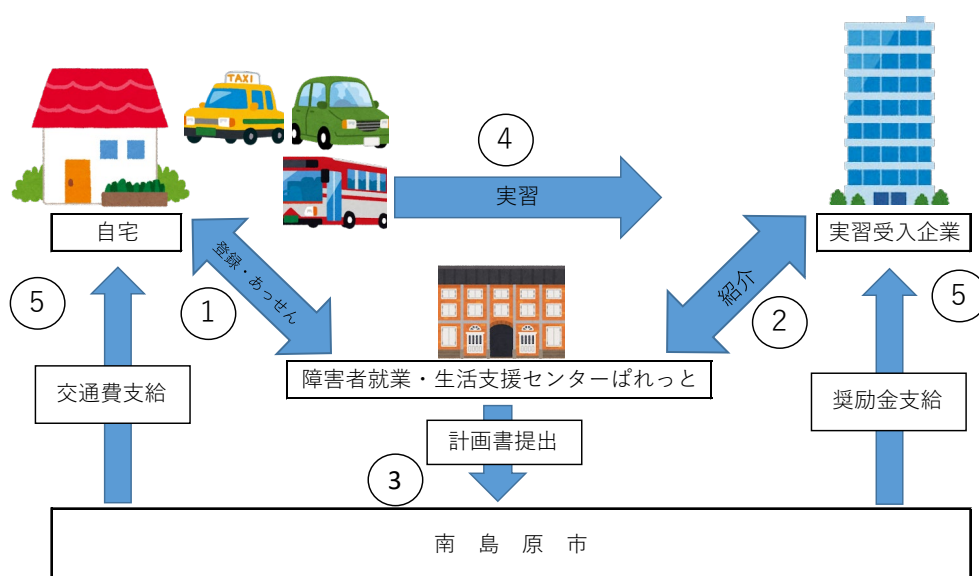 TAXI
④
実習
自宅
実習受入企業
登録・あっせん
紹介
⑤
①
②
⑤
障害者就業・生活支援センターぱれっと
交通費支給
奨励金支給
計画書提出
③
南島原市